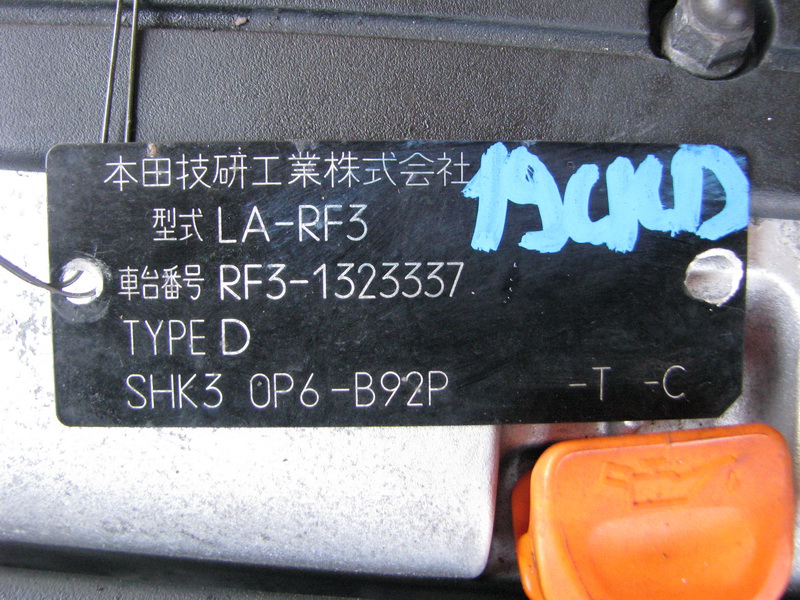 本田技研工業株式会社
型式 LA-RF3
車台番号 RF3-1323337
TYPE D
SHK3 0P6-B92P -T -C